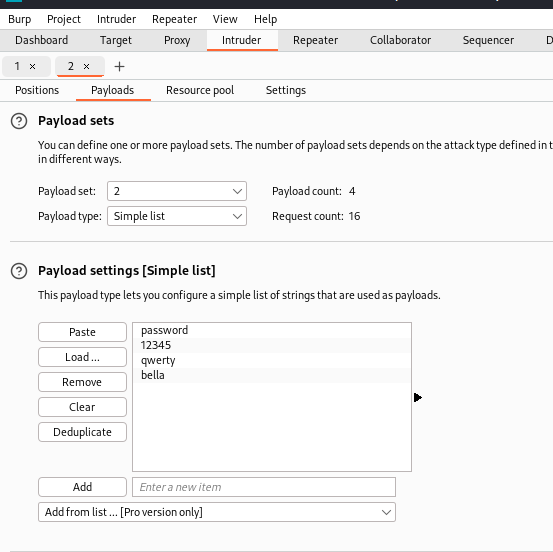 Burp Project Intruder Repeater View Help
Dashboard Target Proxy Intruder Repeater Collaborator Sequencer D
1 × 2 × +
Positions Payloads Resource pool Settings
? Payload sets
You can define one or more payload sets. The number of payload sets depends on the attack type defined in t
in different ways.
Payload set: 2 Payload count: 4
Payload type: Simple list Request count: 16
? Payload settings [Simple list]
This payload type lets you configure a simple list of strings that are used as payloads.
Paste
Load ...
Remove
Clear
Deduplicate
password
12345
qwerty
bella
Add Enter a new item
Add from list ... [Pro version only]